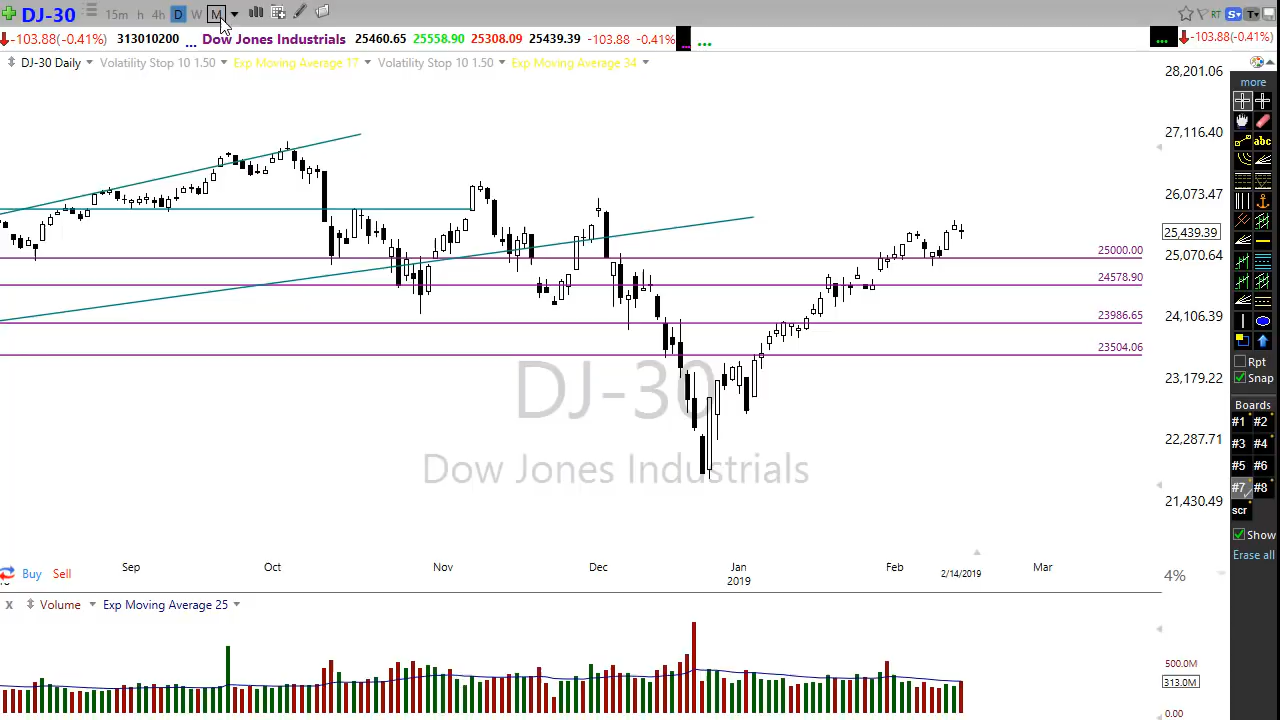 DJ-30 15m h 4h D W M RT S T
-103.88 (-0.41%) 313010200 ... Dow Jones Industrials 25460.65 25558.90 25308.09 25439.39 -103.88 -0.41% ... ... -103.88(-0.41%)
DJ-30 Daily Volatility Stop 10 1.50 Exp Moving Average 17 Volatility Stop 10 1.50 Exp Moving Average 34
28,201.06
27,116.40
26,073.47
25,439.39
25,070.64
24,106.39
23,179.22
22,287.71
21,430.49
25000.00
24578.90
23986.65
23504.06
DJ-30
Dow Jones Industrials
more
abc
Rpt
Snap
Boards
#1 #2
#3 #4
#5 #6
#7 #8
scr
Show
Erase all
Sep Oct Nov Dec Jan Feb Mar
2019 2/14/2019
Buy Sell
4%
x Volume Exp Moving Average 25
500.0M
313.0M
0.00